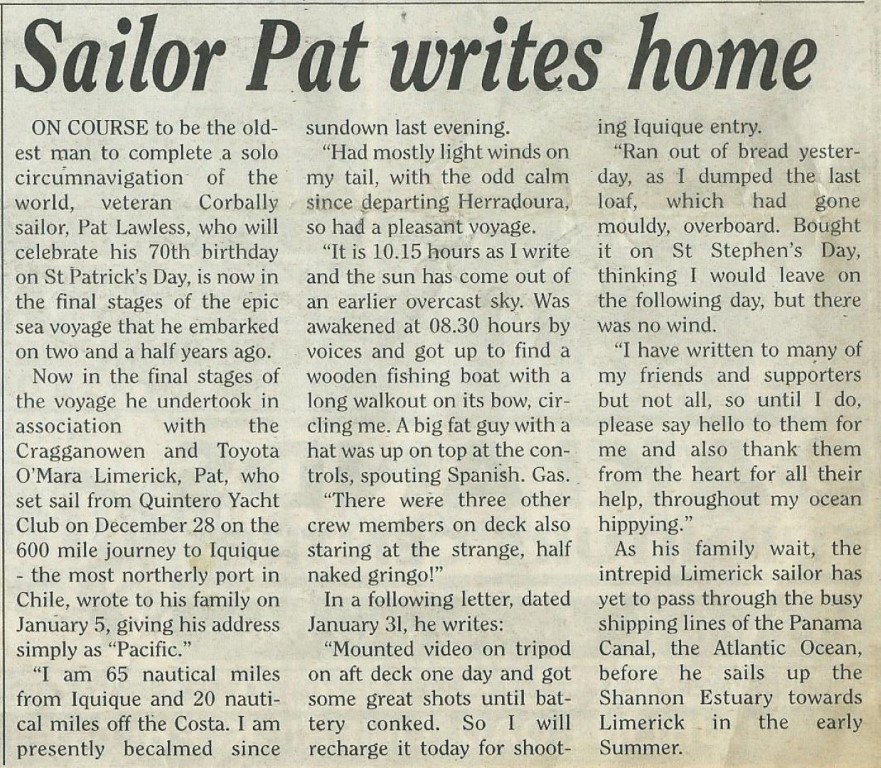 Sailor Pat writes home
ON COURSE to be the old-
est man to complete a solo
circumnavigation of the
world, veteran Corbally
sailor, Pat Lawless, who will
celebrate his 70th birthday
on St Patrick's Day, is now in
the final stages of the epic
sea voyage that he embarked
on two and a half years ago.
Now in the final stages of
the voyage he undertook in
association with the
Cragganowen and Toyota
O'Mara Limerick, Pat, who
set sail from Quintero Yacht
Club on December 28 on the
600 mile journey to Iquique
- the most northerly port in
Chile, wrote to his family on
January 5, giving his address
simply as "Pacific."
"I am 65 nautical miles
from Iquique and 20 nauti-
cal miles off the Costa. I am
presently becalmed since
sundown last evening.
"Had mostly light winds on
my tail, with the odd calm
since departing Herradoura,
so had a pleasant voyage.
"It is 10.15 hours as I write
and the sun has come out of
an earlier overcast sky. Was
awakened at 08.30 hours by
voices and got up to find a
wooden fishing boat with a
long walkout on its bow, cir-
cling me. A big fat guy with a
hat was up on top at the con-
trols, spouting Spanish. Gas.
"There were three other
crew members on deck also
staring at the strange, half
naked gringo!"
In a following letter, dated
January 31, he writes:
"Mounted video on tripod
on aft deck one day and got
some great shots until bat-
tery conked. So I will
recharge it today for shoot-
ing Iquique entry.
"Ran out of bread yester-
day, as I dumped the last
loaf, which had gone
mouldy, overboard. Bought
it on St Stephen's Day,
thinking I would leave on
the following day, but there
was no wind.
"I have written to many of
my friends and supporters
but not all, so until I do,
please say hello to them for
me and also thank them
from the heart for all their
help, throughout my ocean
hippying."
As his family wait, the
intrepid Limerick sailor has
yet to pass through the busy
shipping lines of the Panama
Canal, the Atlantic Ocean,
before he sails up the
Shannon Estuary towards
Limerick in the early
Summer.